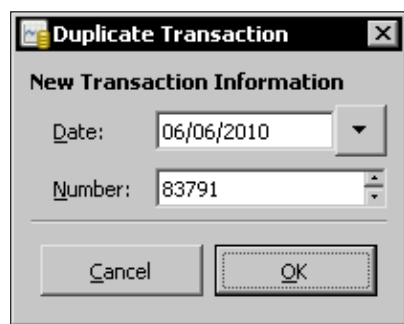 Duplicate Transaction
New Transaction Information
Date: 06/06/2010
Number: 83791
Cancel OK